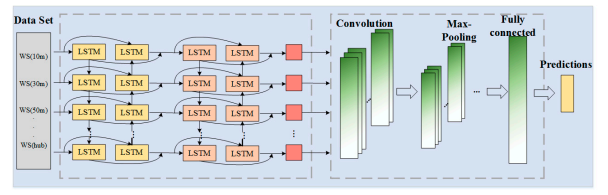 Data Set
Convolution
Max-
Pooling
Fully
connected
Predictions
WS(10m)
LSTM LSTM LSTM LSTM
WS(30m)
LSTM LSTM LSTM LSTM
WS(50m)
LSTM LSTM LSTM LSTM
WS(hub)
LSTM LSTM LSTM LSTM